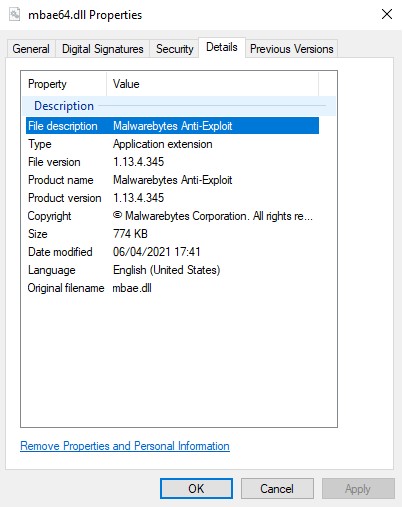 mbae64.dll Properties
General Digital Signatures Security Details Previous Versions
Property Value
Description
File description Malwarebytes Anti-Exploit
Type Application extension
File version 1.13.4.345
Product name Malwarebytes Anti-Exploit
Product version 1.13.4.345
Copyright © Malwarebytes Corporation. All rights re...
Size 774 KB
Date modified 06/04/2021 17:41
Language English (United States)
Original filename mbae.dll
Remove Properties and Personal Information
OK Cancel Apply